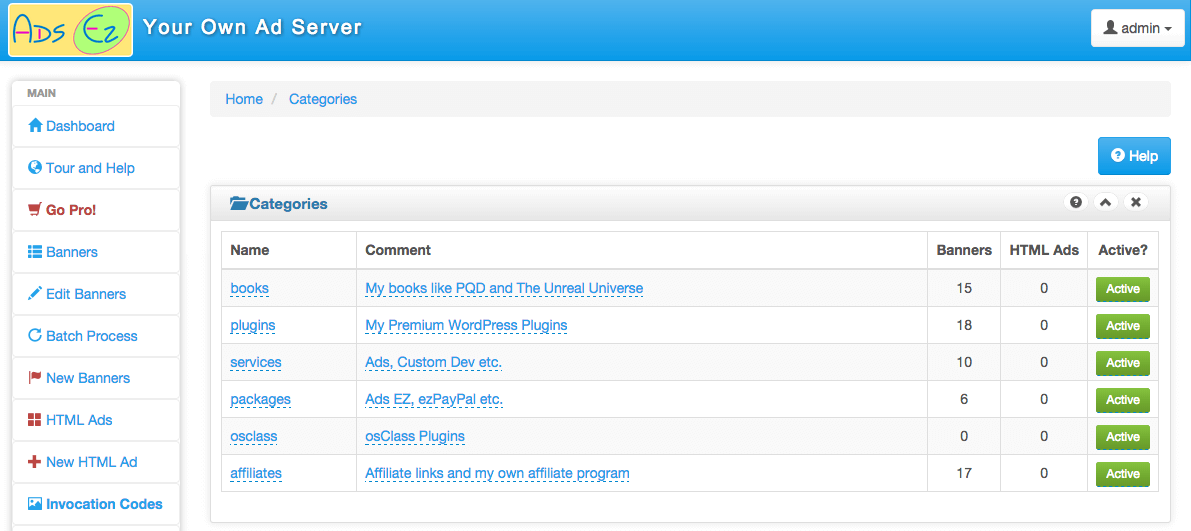 Ads Ez
Your Own Ad Server
admin
MAIN
Dashboard
Tour and Help
Go Pro!
Banners
Edit Banners
Batch Process
New Banners
HTML Ads
New HTML Ad
Invocation Codes
Home / Categories
Help
Categories
Name Comment Banners HTML Ads Active?
books My books like PQD and The Unreal Universe 15 0 Active
plugins My Premium WordPress Plugins 18 0 Active
services Ads, Custom Dev etc. 10 0 Active
packages Ads EZ, ezPayPal etc. 6 0 Active
osclass osClass Plugins 0 0 Active
affiliates Affiliate links and my own affiliate program 17 0 Active